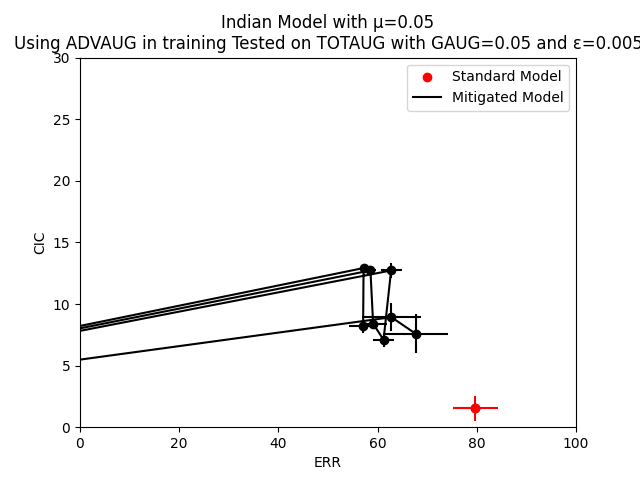 Indian Model with μ=0.05
Using ADVAUG in training Tested on TOTAUG with GAUG=0.05 and ε=0.005
Standard Model
Mitigated Model
30
25
20
15
10
5
0
CIC
0 20 40 60 80 100
ERR